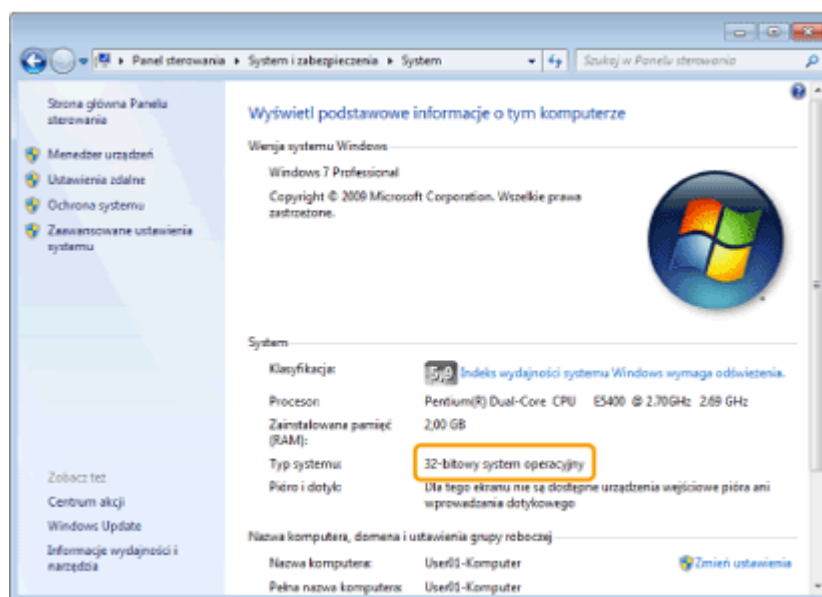 Panel sterowania ▸ System i zabezpieczenia ▸ System
Szukaj w Panelu sterowania
Strona główna Panelu
sterowania
Menedżer urządzeń
Ustawienia zdalne
Ochrona systemu
Zaawansowane ustawienia
systemu
Wyświetl podstawowe informacje o tym komputerze
Wersja systemu Windows
Windows 7 Professional
Copyright © 2009 Microsoft Corporation. Wszelkie prawa
zastrzeżone.
System
Klasyfikacja:
5,9 Indeks wydajności systemu Windows wymaga odświeżenia.
Procesor: Pentium(R) Dual-Core CPU E5400 @ 2.70GHz 2.69 GHz
Zainstalowana pamięć
(RAM):
2,00 GB
Typ systemu: 32-bitowy system operacyjny
Pióro i dotyk: Dla tego ekranu nie są dostępne urządzenia wejściowe pióra ani
wprowadzania dotykowego
Nazwa komputera, domena i ustawienia grupy roboczej
Nazwa komputera: User01-Komputer
Zmień ustawienia
Pełna nazwa komputera: User01-Komputer
Zobacz też
Centrum akcji
Windows Update
Informacje wydajności i
narzędzia